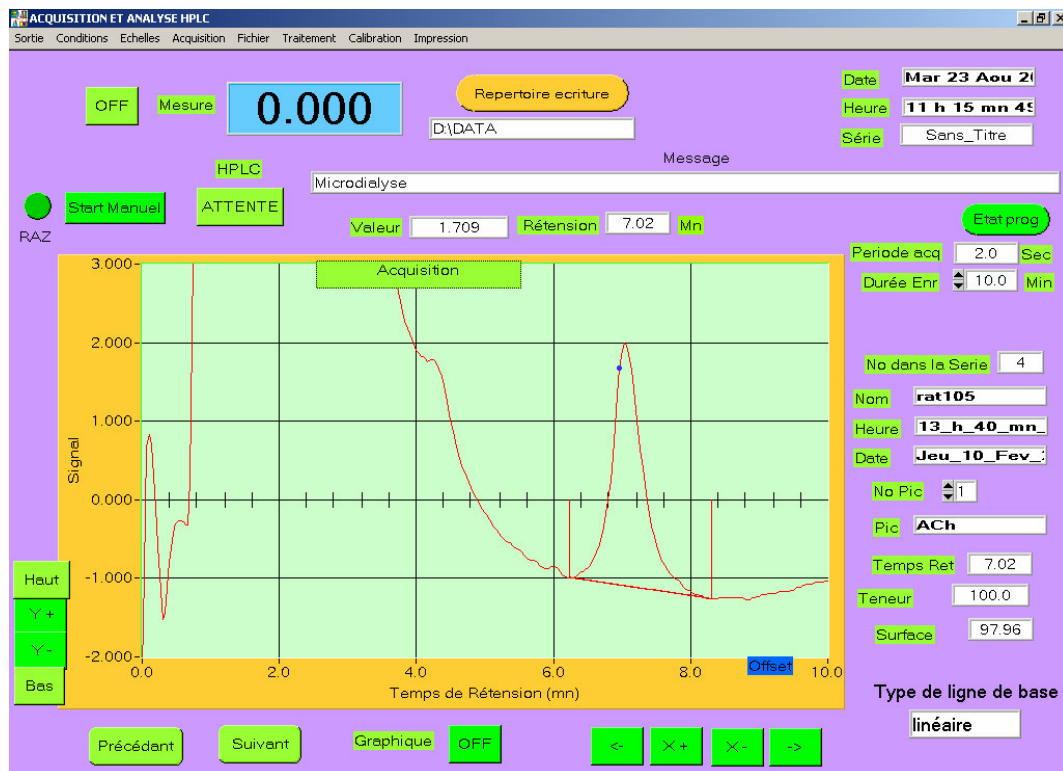 ACQUISITION ET ANALYSE HPLC
Sortie Conditions Echelles Acquisition Fichier Traitement Calibration Impression
OFF Mesure 0.000
Repertoire ecriture
D:\DATA
Date Mar 23 Aou 2
Heure 11 h 15 mn 49
Série Sans_Titre
Message
Microdialyse
HPLC
Start Manuel ATTENTE
RAZ
Valeur 1.709 Rétension 7.02 Mn
Etat prog
Periode acq 2.0 Sec
Durée Enr 10.0 Min
No dans la Serie 4
Nom rat105
Heure 13_h_40_mn_
Date Jeu_10_Fev_
No Pic 1
Pic ACh
Temps Ret 7.02
Teneur 100.0
Surface 97.96
Type de ligne de base
linéaire
Acquisition
3.000
2.000
1.000
0.000
-1.000
-2.000
Signal
Offset
0.0 2.0 4.0 6.0 8.0 10.0
Temps de Rétension (mn)
Haut
Y +
Y -
Bas
Précédant Suivant Graphique OFF <- X + X - ->